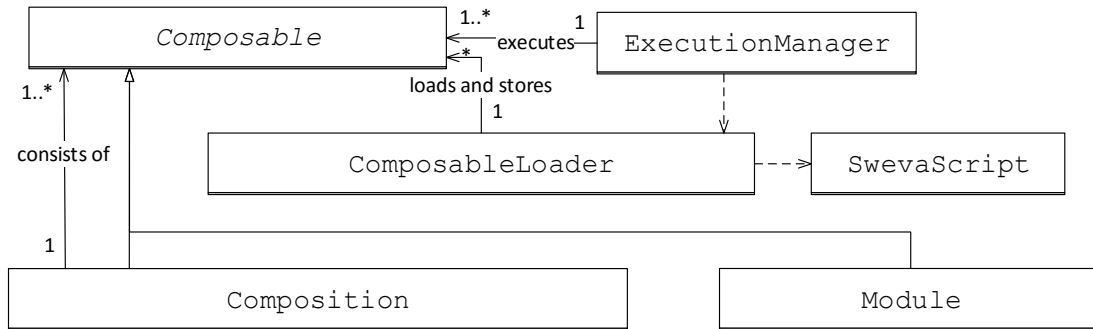 Composable
1..*
executes
1
ExecutionManager
*
loads and stores
1
1..*
consists of
1
ComposableLoader
SwevaScript
Composition
Module